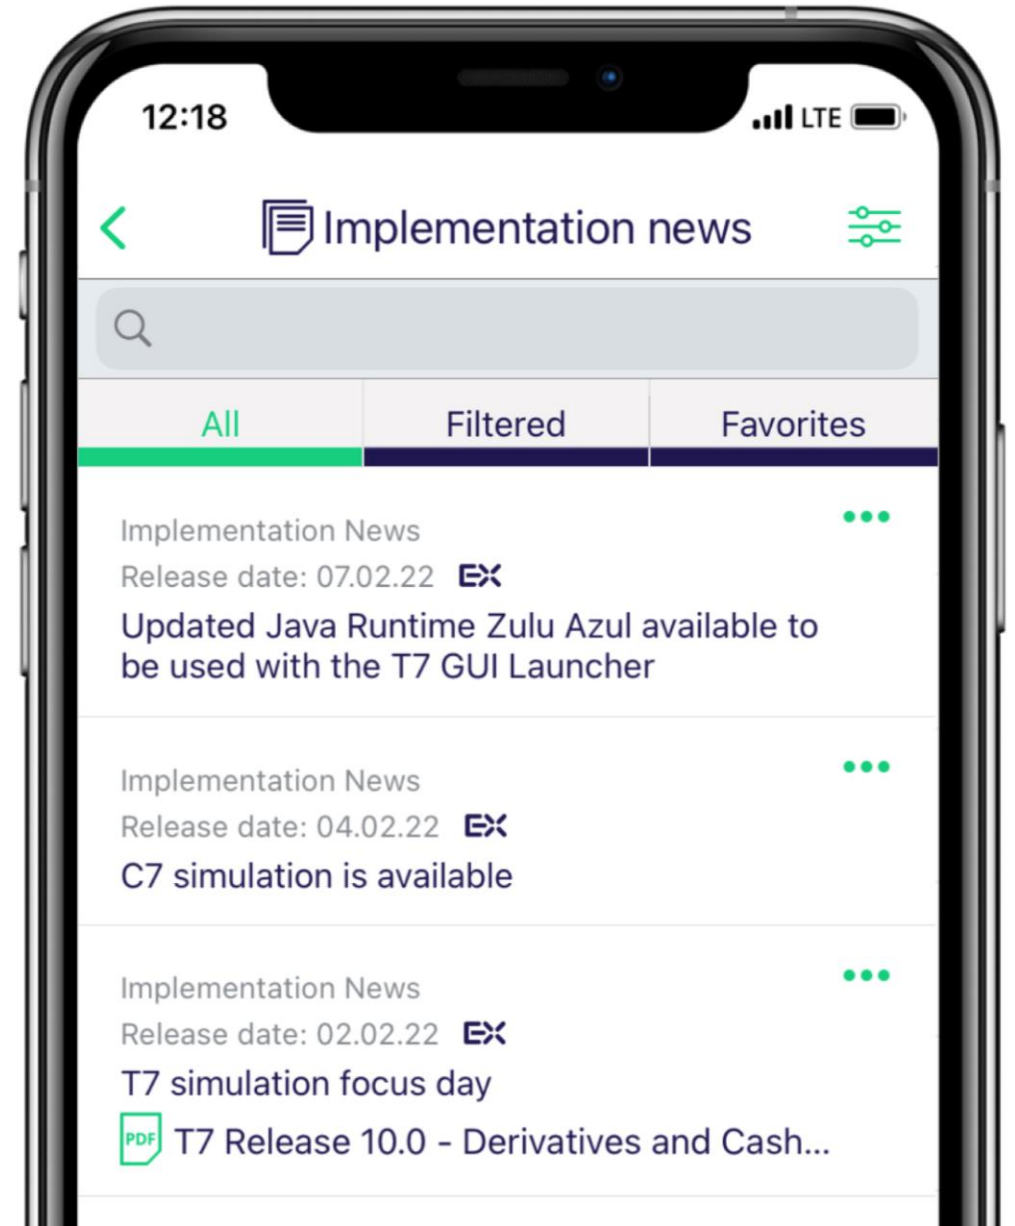 12:18
LTE
Implementation news
All
Filtered
Favorites
Implementation News
Release date: 07.02.22 EX
Updated Java Runtime Zulu Azul available to
be used with the T7 GUI Launcher
Implementation News
Release date: 04.02.22 EX
C7 simulation is available
Implementation News
Release date: 02.02.22 EX
T7 simulation focus day
PDF T7 Release 10.0 - Derivatives and Cash...